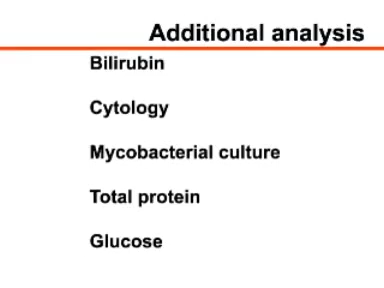 Additional analysis
Bilirubin
Cytology
Mycobacterial culture
Total protein
Glucose